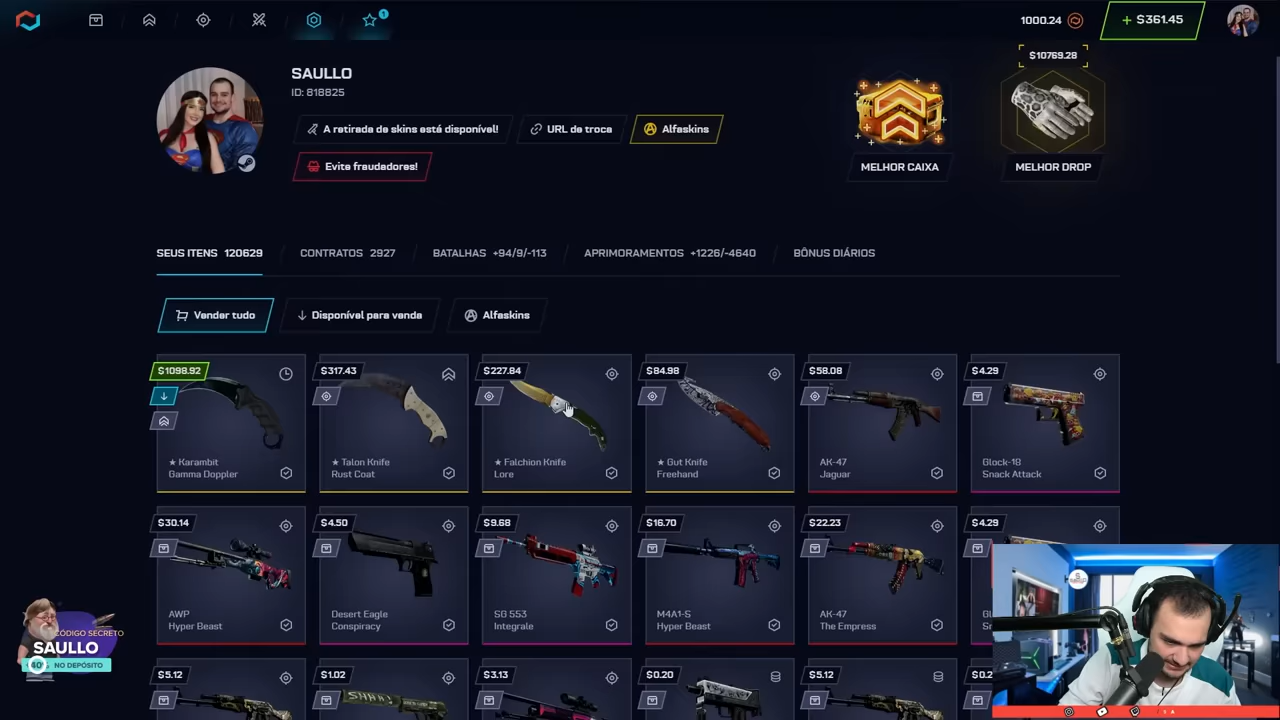 1
1000.24
+ $361.45
$10769.28
SAULLO
ID: 818825
A retirada de skins está disponível!
URL de troca
Alfaskins
Evite fraudadores!
MELHOR CAIXA
MELHOR DROP
SEUS ITENS 120629
CONTRATOS 2927
BATALHAS +94/9/-113
APRIMORAMENTOS +1226/-4640
BÔNUS DIÁRIOS
Vender tudo
Disponível para venda
Alfaskins
$1098.92
★ Karambit
Gamma Doppler
$317.43
★ Talon Knife
Rust Coat
$227.84
★ Falchion Knife
Lore
$84.98
★ Gut Knife
Freehand
$58.08
AK-47
Jaguar
$4.29
Glock-18
Snack Attack
$30.14
AWP
Hyper Beast
$4.50
Desert Eagle
Conspiracy
$9.68
SG 553
Integrale
$16.70
M4A1-S
Hyper Beast
$22.23
AK-47
The Empress
$4.29
$5.12
$1.02
$3.13
$0.20
$5.12
$0.2
CÓDIGO SECRETO
SAULLO
40% NO DEPÓSITO